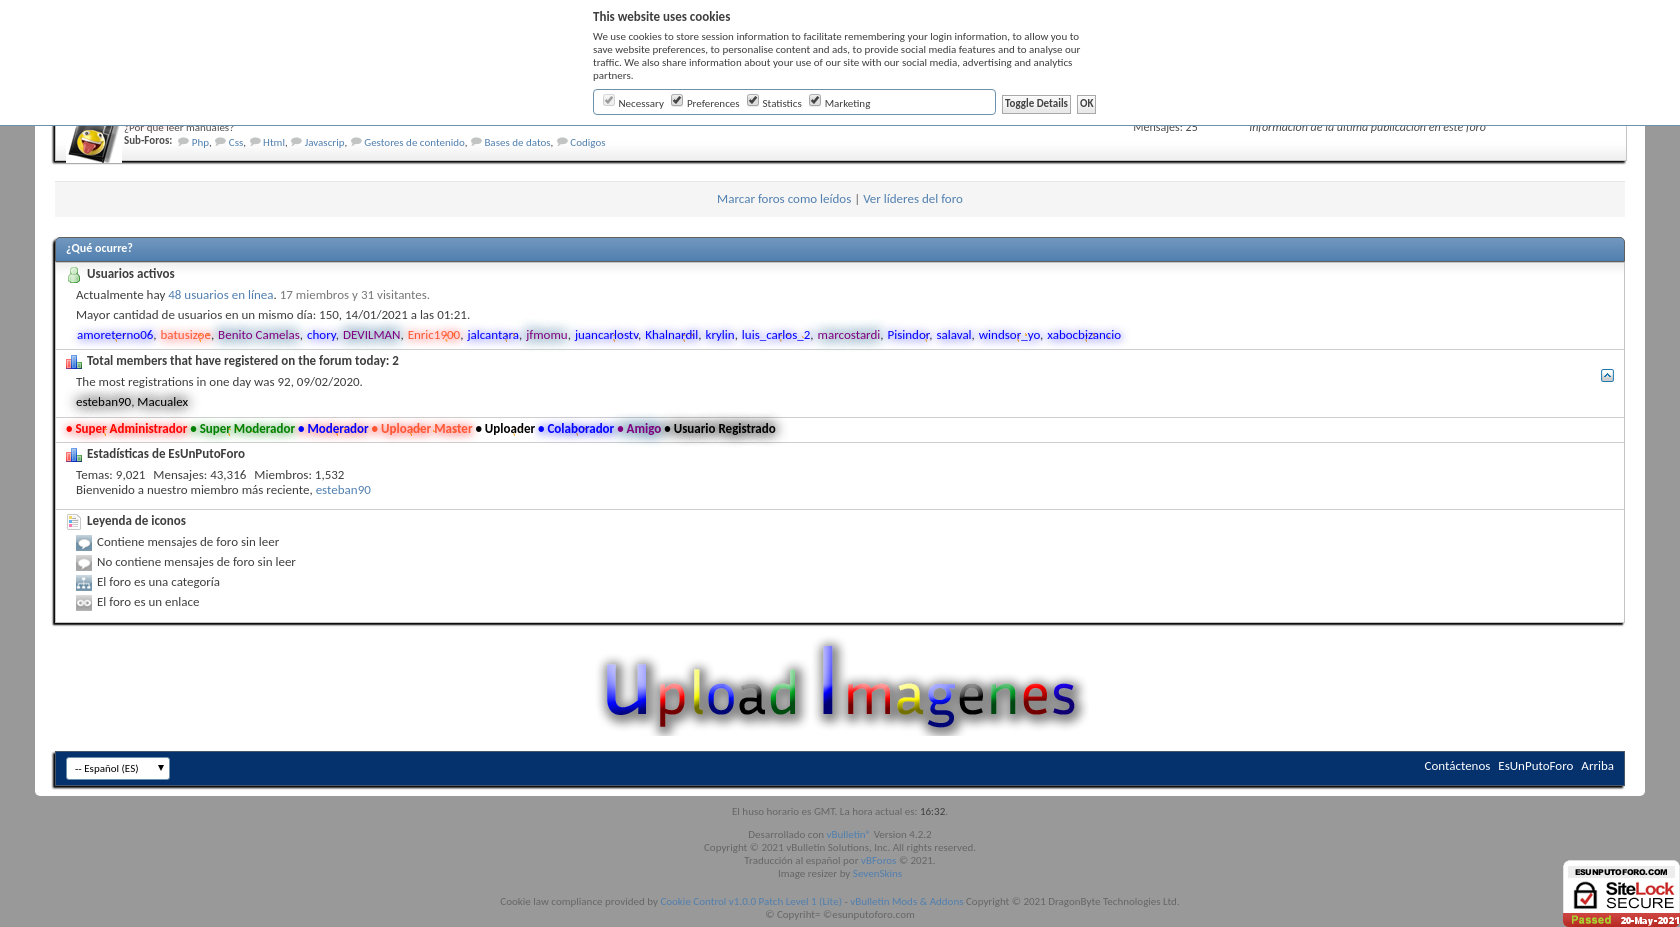 This website uses cookies
We use cookies to store session information to facilitate remembering your login information, to allow you to
save website preferences, to personalise content and ads, to provide social media features and to analyse our
traffic. We also share information about your use of our site with our social media, advertising and analytics
partners.
Necessary Preferences Statistics Marketing Toggle Details OK
¿Por qué leer manuales? Mensajes: 25 Información de la última publicación en este foro
Sub-Foros: Php, Css, Html, Javascrip, Gestores de contenido, Bases de datos, Codigos
Marcar foros como leídos | Ver líderes del foro
¿Qué ocurre?
Usuarios activos
Actualmente hay 48 usuarios en línea. 17 miembros y 31 visitantes.
Mayor cantidad de usuarios en un mismo día: 150, 14/01/2021 a las 01:21.
amoreterno06, batusizoe, Benito Camelas, chory, DEVILMAN, Enric1900, jalcantara, jfmomu, juancarlostv, Khalnardil, krylin, luis_carlos_2, marcostardi, Pisindor, salaval, windsor_yo, xabocbizancio
Total members that have registered on the forum today: 2
The most registrations in one day was 92, 09/02/2020.
esteban90, Macualex
• Super Administrador • Super Moderador • Moderador • Uploader Master • Uploader • Colaborador • Amigo • Usuario Registrado
Estadísticas de EsUnPutoForo
Temas: 9,021 Mensajes: 43,316 Miembros: 1,532
Bienvenido a nuestro miembro más reciente, esteban90
Leyenda de iconos
Contiene mensajes de foro sin leer
No contiene mensajes de foro sin leer
El foro es una categoría
El foro es un enlace
Upload Imagenes
-- Español (ES) Contáctenos EsUnPutoForo Arriba
El huso horario es GMT. La hora actual es: 16:32.
Desarrollado con vBulletin® Version 4.2.2
Copyright © 2021 vBulletin Solutions, Inc. All rights reserved.
Traducción al español por vBForos © 2021.
Image resizer by SevenSkins
Cookie law compliance provided by Cookie Control v1.0.0 Patch Level 1 (Lite) - vBulletin Mods & Addons Copyright © 2021 DragonByte Technologies Ltd.
© Copyriht= ©esunputoforo.com
ESUNPUTOFORO.COM
SiteLock
SECURE
Passed 20-May-2021